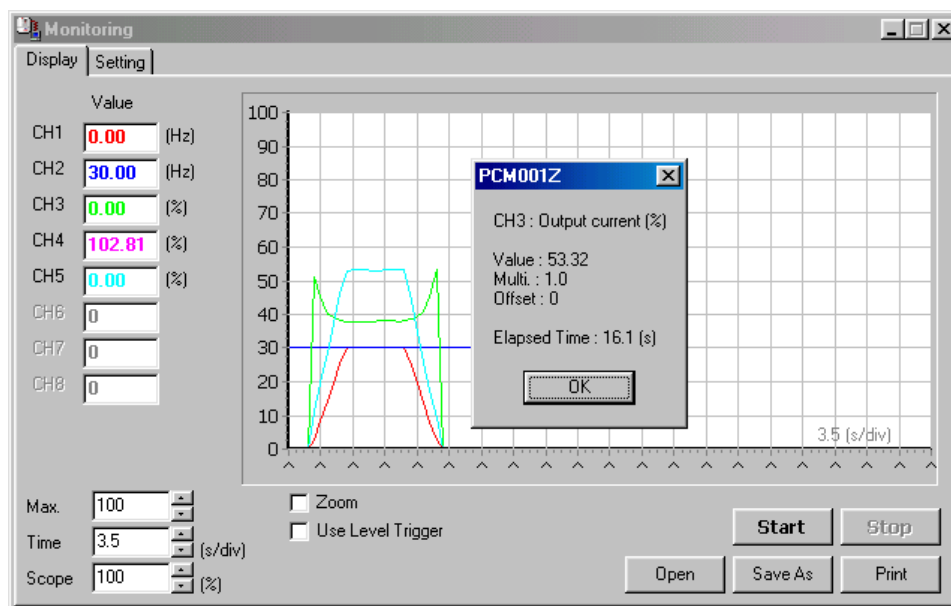 Monitoring
Display Setting
Value
CH1 0.00 (Hz)
CH2 30.00 (Hz)
CH3 0.00 (%)
CH4 102.81 (%)
CH5 0.00 (%)
CH6 0
CH7 0
CH8 0
100
90
80
70
60
50
40
30
20
10
0
3.5 (s/div)
PCM001Z
CH3 : Output current (%)
Value : 53.32
Multi. : 1.0
Offset : 0
Elapsed Time : 16.1 (s)
OK
Max. 100
Time 3.5 (s/div)
Scope 100 (%)
Zoom
Use Level Trigger
Start Stop
Open Save As Print